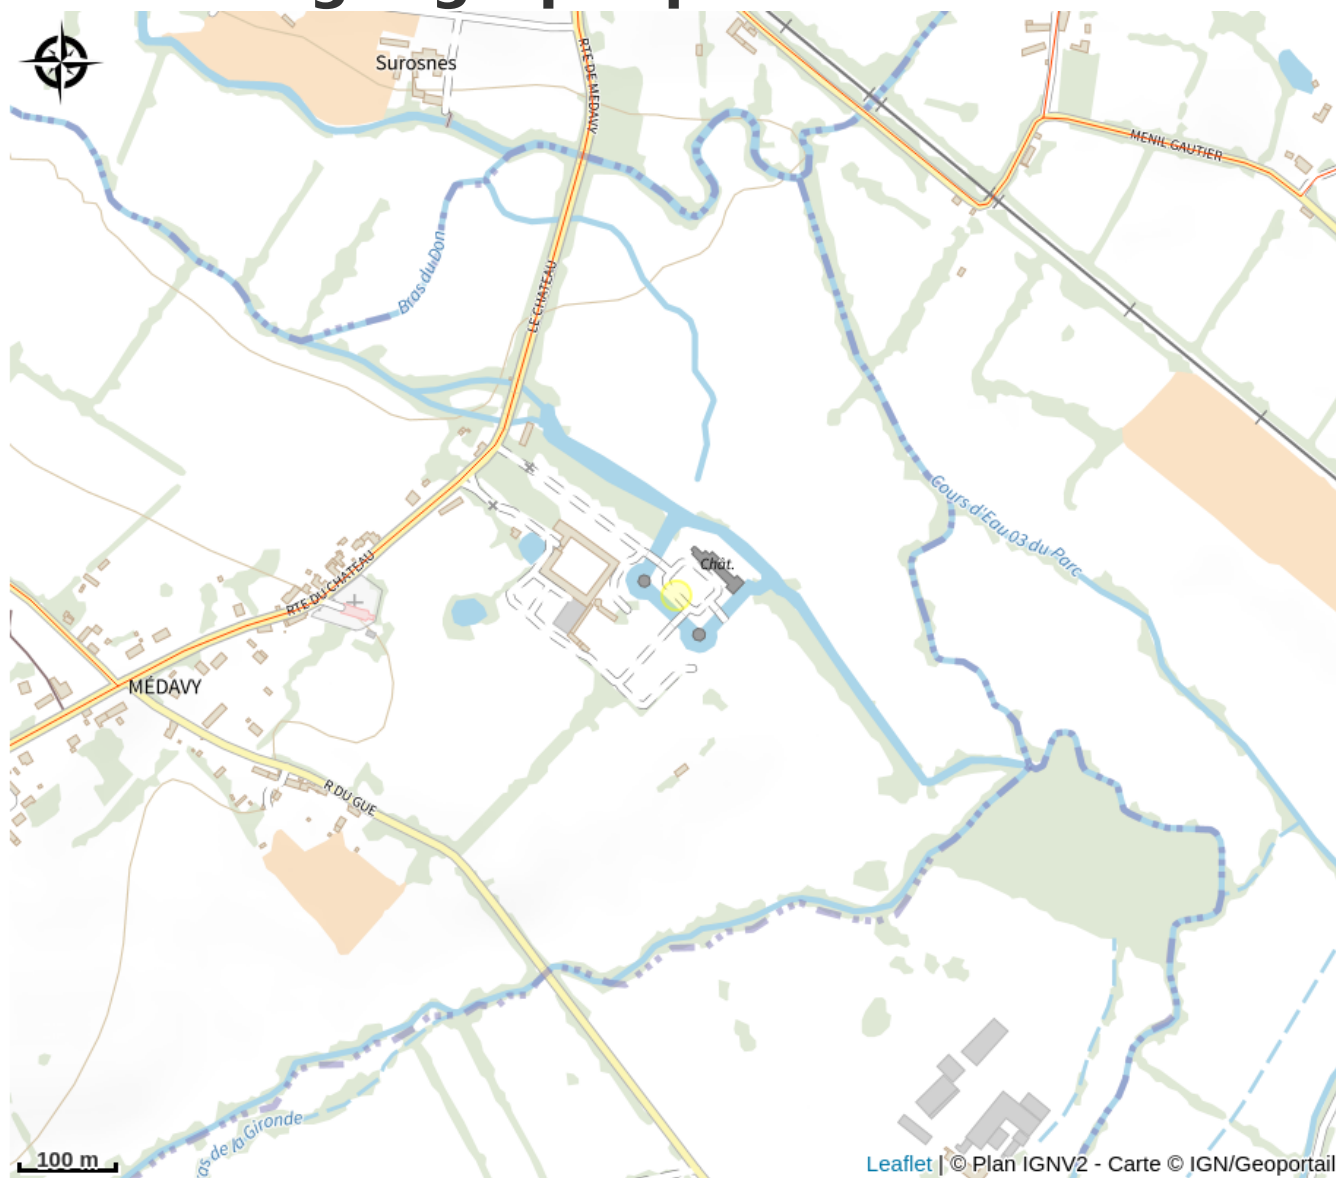 Surosnes
RTE DE MEDAVY
MENIL GAUTIER
Bras du Don
LE CHATEAU
Cours d'Eau 03 du Parc
Chât.
RTE DU CHATEAU
MÉDAVY
R DU GUE
as de la Gironde
100 m
Leaflet | © Plan IGNV2 - Carte © IGN/Geoportail